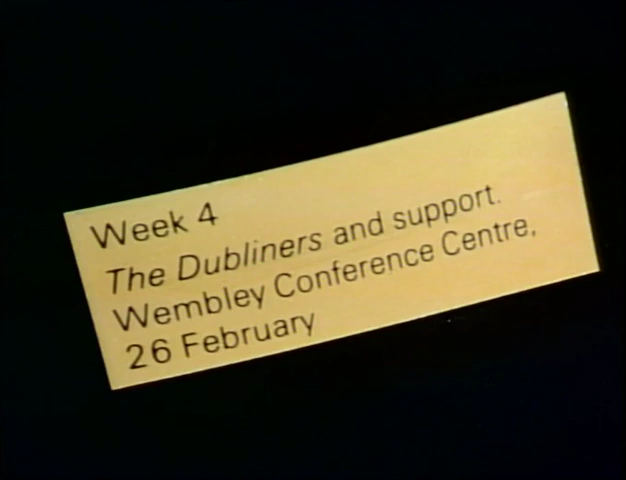 Week 4
The Dubliners and support.
Wembley Conference Centre,
26 February